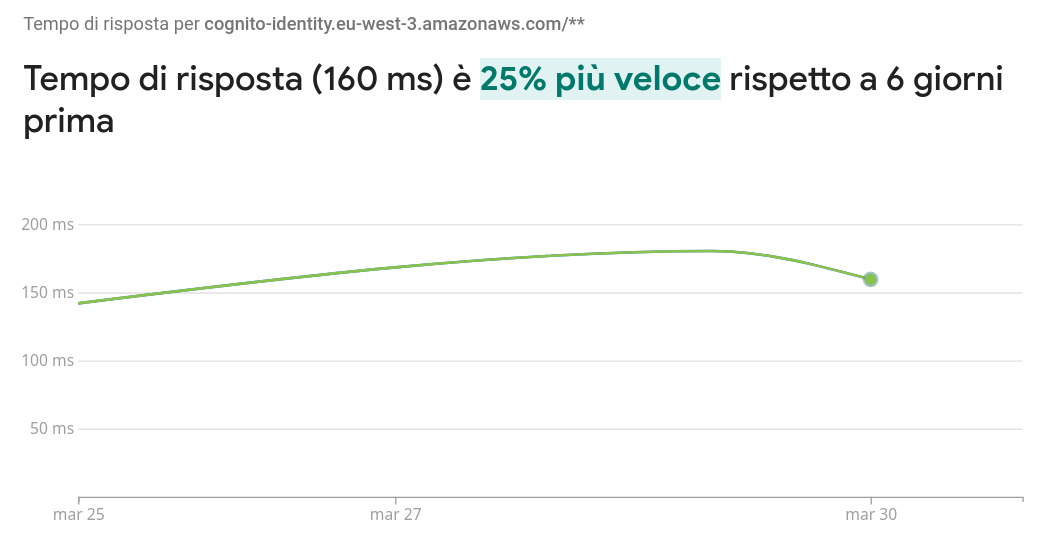 Tempo di risposta per cognito-identity.eu-west-3.amazonaws.com/**
Tempo di risposta (160 ms) è 25% più veloce rispetto a 6 giorni
prima
200 ms
150 ms
100 ms
50 ms
mar 25
mar 27
mar 30